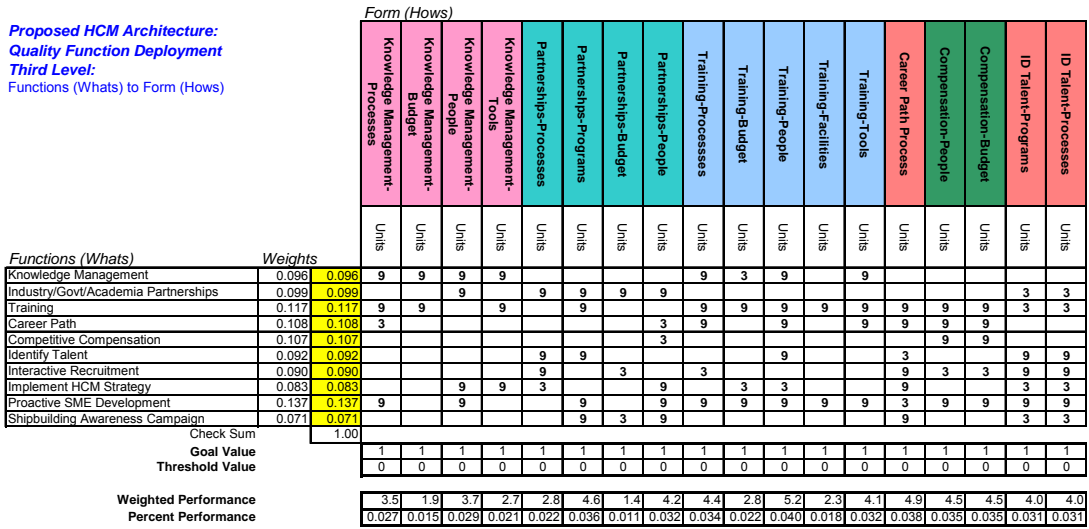 Form (Hows)
Proposed HCM Architecture:
Quality Function Deployment
Third Level:
Functions (Whats) to Form (Hows)
Knowledge Management-Processes Knowledge Management-Budget Knowledge Management-People Knowledge Management-Tools Partnerships-Processes Partnerhsps-Programs Partnerships-Budget Partnerships-People Training-Processses Training-Budget Training-People Training-Facilities Training-Tools Career Path Process Compensation-People Compensation-Budget ID Talent-Programs ID Talent-Processes
Units Units Units Units Units Units Units Units Units Units Units Units Units Units Units Units Units Units
Functions (Whats) Weights
Knowledge Management 0.096 0.096 9 9 9 9 9 3 9 9
Industry/Govt/Academia Partnerships 0.099 0.099 9 9 9 9 9 3 3
Training 0.117 0.117 9 9 9 9 9 9 9 9 9 9 9 9 3 3
Career Path 0.108 0.108 3 3 9 9 9 9 9 9
Competitive Compensation 0.107 0.107 3 9 9
Identify Talent 0.092 0.092 9 9 9 3 9 9
Interactive Recruitment 0.090 0.090 9 3 3 9 3 3 9 9
Implement HCM Strategy 0.083 0.083 9 9 3 9 3 3 9 3 3
Proactive SME Development 0.137 0.137 9 9 9 9 9 9 9 9 9 3 9 9 9 9
Shipbuilding Awareness Campaign 0.071 0.071 9 3 9 9 3 3
Check Sum 1.00
Goal Value 1 1 1 1 1 1 1 1 1 1 1 1 1 1 1 1 1 1
Threshold Value 0 0 0 0 0 0 0 0 0 0 0 0 0 0 0 0 0 0
Weighted Performance 3.5 1.9 3.7 2.7 2.8 4.6 1.4 4.2 4.4 2.8 5.2 2.3 4.1 4.9 4.5 4.5 4.0 4.0
Percent Performance 0.027 0.015 0.029 0.021 0.022 0.036 0.011 0.032 0.034 0.022 0.040 0.018 0.032 0.038 0.035 0.035 0.031 0.031